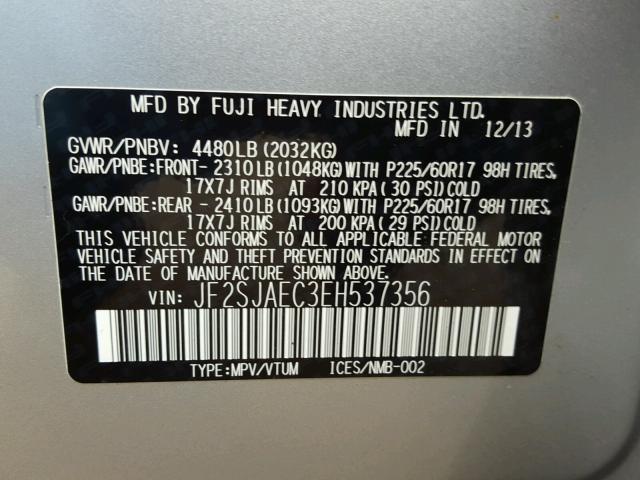 MFD BY FUJI HEAVY INDUSTRIES LTD.
MFD IN 12/13
GVWR/PNBV: 4480LB(2032KG)
GAWR/PNBE:FRONT- 2310LB(1048KG)WITH P225/60R17 98H TIRES,
17X7J RIMS AT 210 KPA( 30 PSI)COLD
GAWR/PNBE:REAR - 2410LB(1093KG)WITH P225/60R17 98H TIRES,
17X7J RIMS AT 200 KPA( 29 PSI)COLD
THIS VEHICLE CONFORMS TO ALL APPLICABLE FEDERAL MOTOR
VEHICLE SAFETY AND THEFT PREVENTION STANDARDS IN EFFECT
ON THE DATE OF MANUFACTURE SHOWN ABOVE.
VIN: JF2SJAEC3EH537356
TYPE:MPV/VTUM ICES/NMB-002